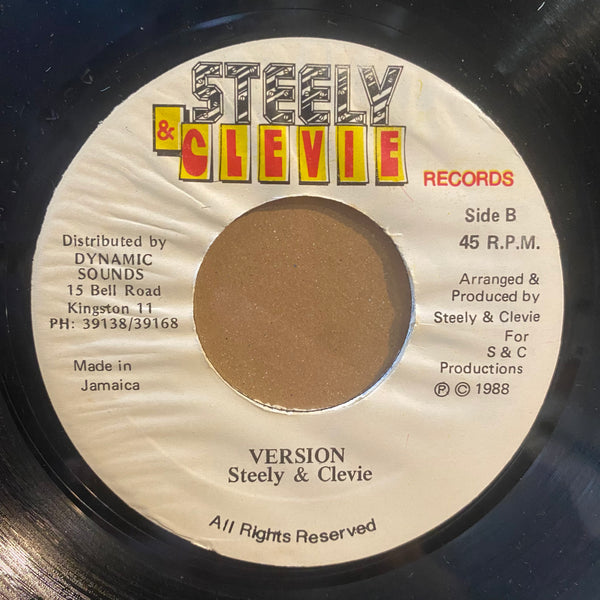 STEELY
& CLEVIE
RECORDS
Side B
45 R.P.M.
Distributed by
DYNAMIC
SOUNDS
15 Bell Road
Kingston 11
PH: 39138/39168
Made in
Jamaica
Arranged &
Produced by
Steely & Clevie
For
S & C
Productions
℗ © 1988
VERSION
Steely & Clevie
All Rights Reserved